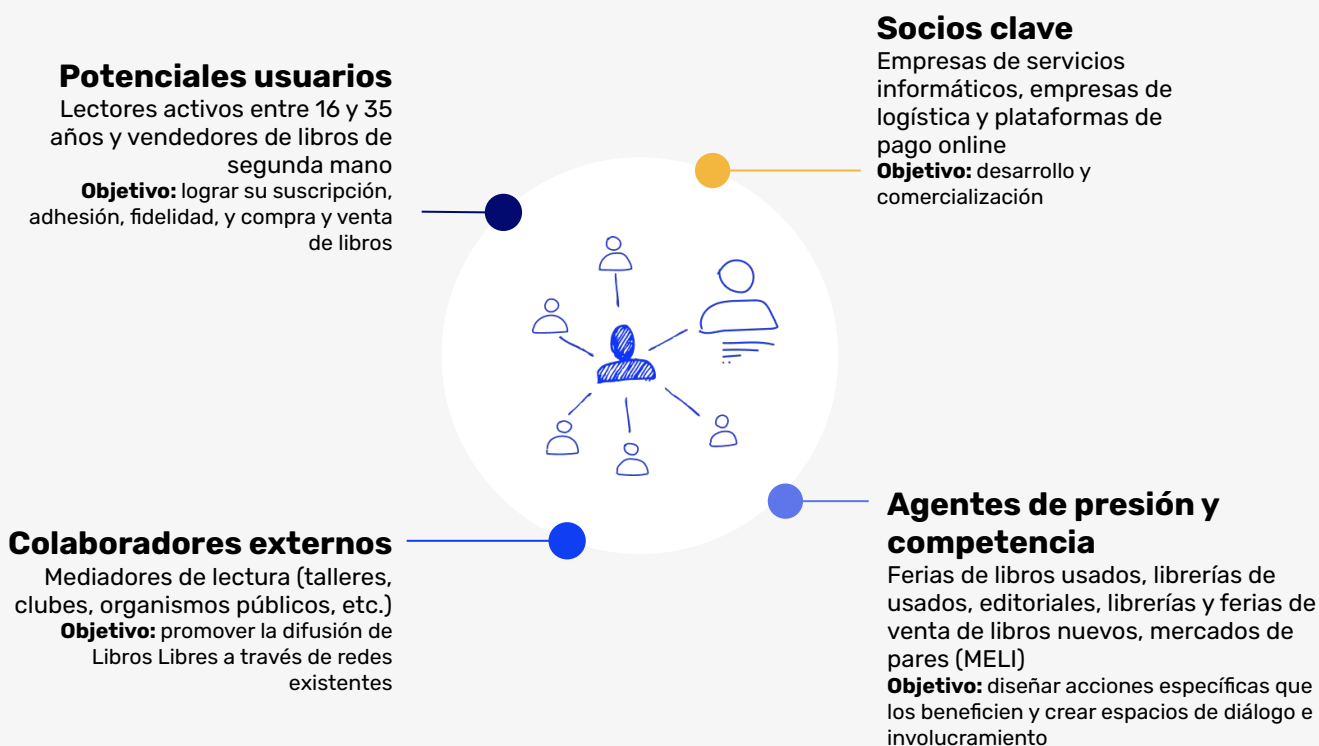 Potenciales usuarios
Lectores activos entre 16 y 35
años y vendedores de libros de
segunda mano
Objetivo: lograr su suscripción,
adhesión, fidelidad, y compra y venta
de libros
Socios clave
Empresas de servicios
informáticos, empresas de
logística y plataformas de
pago online
Objetivo: desarrollo y
comercialización
Colaboradores externos
Mediadores de lectura (talleres,
clubes, organismos públicos, etc.)
Objetivo: promover la difusión de
Libros Libres a través de redes
existentes
Agentes de presión y
competencia
Ferias de libros usados, librerías de
usados, editoriales, librerías y ferias de
venta de libros nuevos, mercados de
pares (MELI)
Objetivo: diseñar acciones específicas que
los beneficien y crear espacios de diálogo e
involucramiento